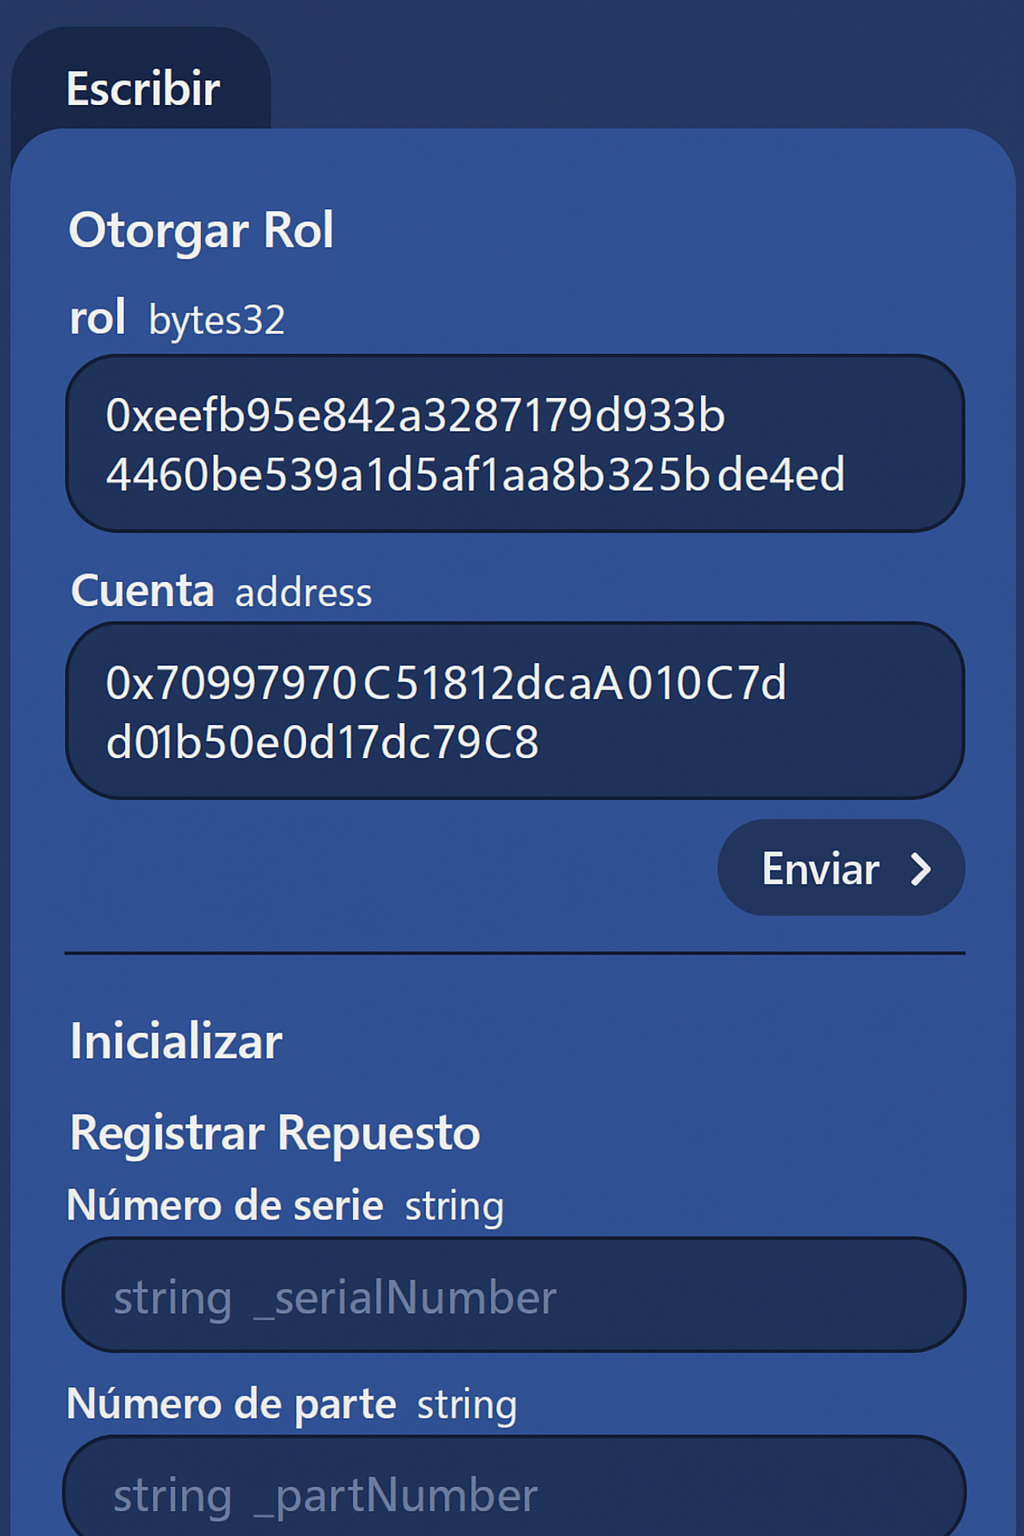 Escribir
Otorgar Rol
rol bytes32
0xeefb95e842a3287179d933b
4460be539a1d5af1aa8b325bde4ed
Cuenta address
0x70997970C51812dcaA010C7d
d01b50e0d17dc79C8
Enviar
Inicializar
Registrar Repuesto
Número de serie string
string _serialNumber
Número de parte string
string _partNumber